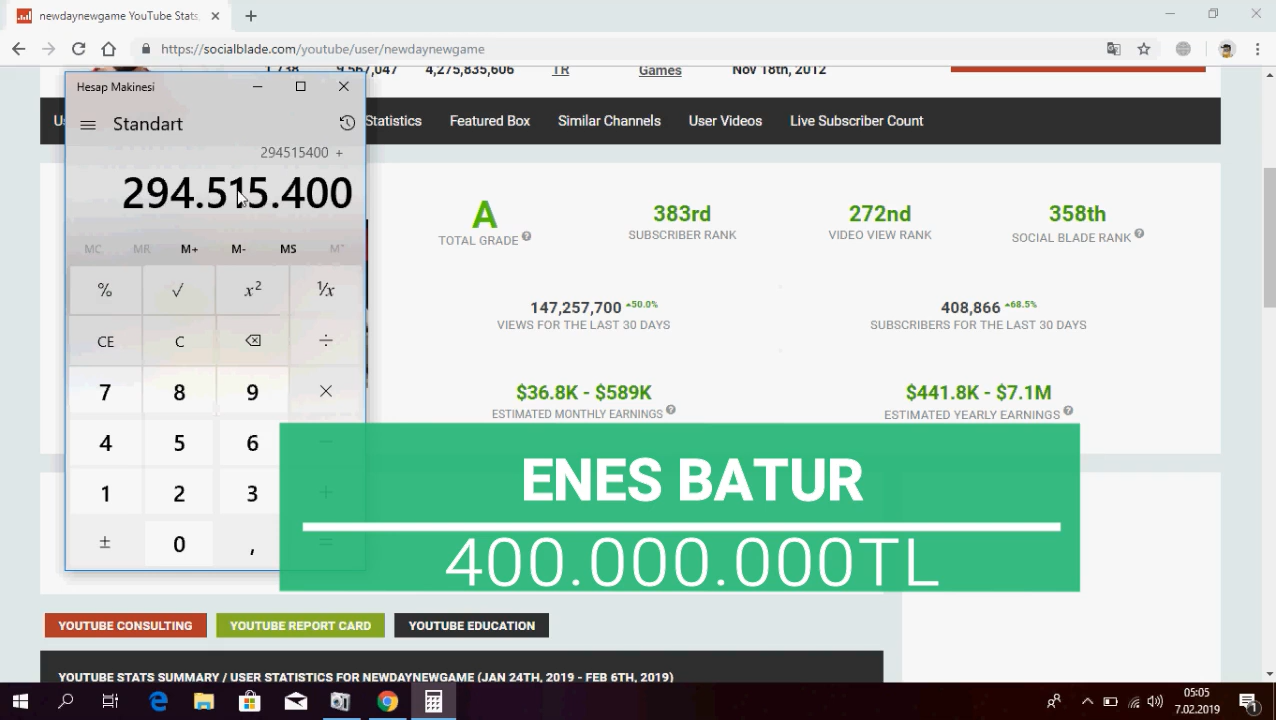 newdaynewgame YouTube Stats,
https://socialblade.com/youtube/user/newdaynewgame
1,738 9,567,047 4,275,835,606 TR Games Nov 18th, 2012
Statistics Featured Box Similar Channels User Videos Live Subscriber Count
Hesap Makinesi
Standart
294515400 +
294.515.400
MC MR M+ M- MS M˅
% √ x² ¹/x
CE C ⌫ ÷
7 8 9 ×
4 5 6 −
1 2 3 +
± 0 , =
A 383rd 272nd 358th
TOTAL GRADE ? SUBSCRIBER RANK VIDEO VIEW RANK SOCIAL BLADE RANK ?
147,257,700 50.0% 408,866 68.5%
VIEWS FOR THE LAST 30 DAYS SUBSCRIBERS FOR THE LAST 30 DAYS
$36.8K - $589K $441.8K - $7.1M
ESTIMATED MONTHLY EARNINGS ? ESTIMATED YEARLY EARNINGS ?
ENES BATUR
400.000.000TL
YOUTUBE CONSULTING YOUTUBE REPORT CARD YOUTUBE EDUCATION
YOUTUBE STATS SUMMARY / USER STATISTICS FOR NEWDAYNEWGAME (JAN 24TH, 2019 - FEB 6TH, 2019)
05:05
7.02.2019
1